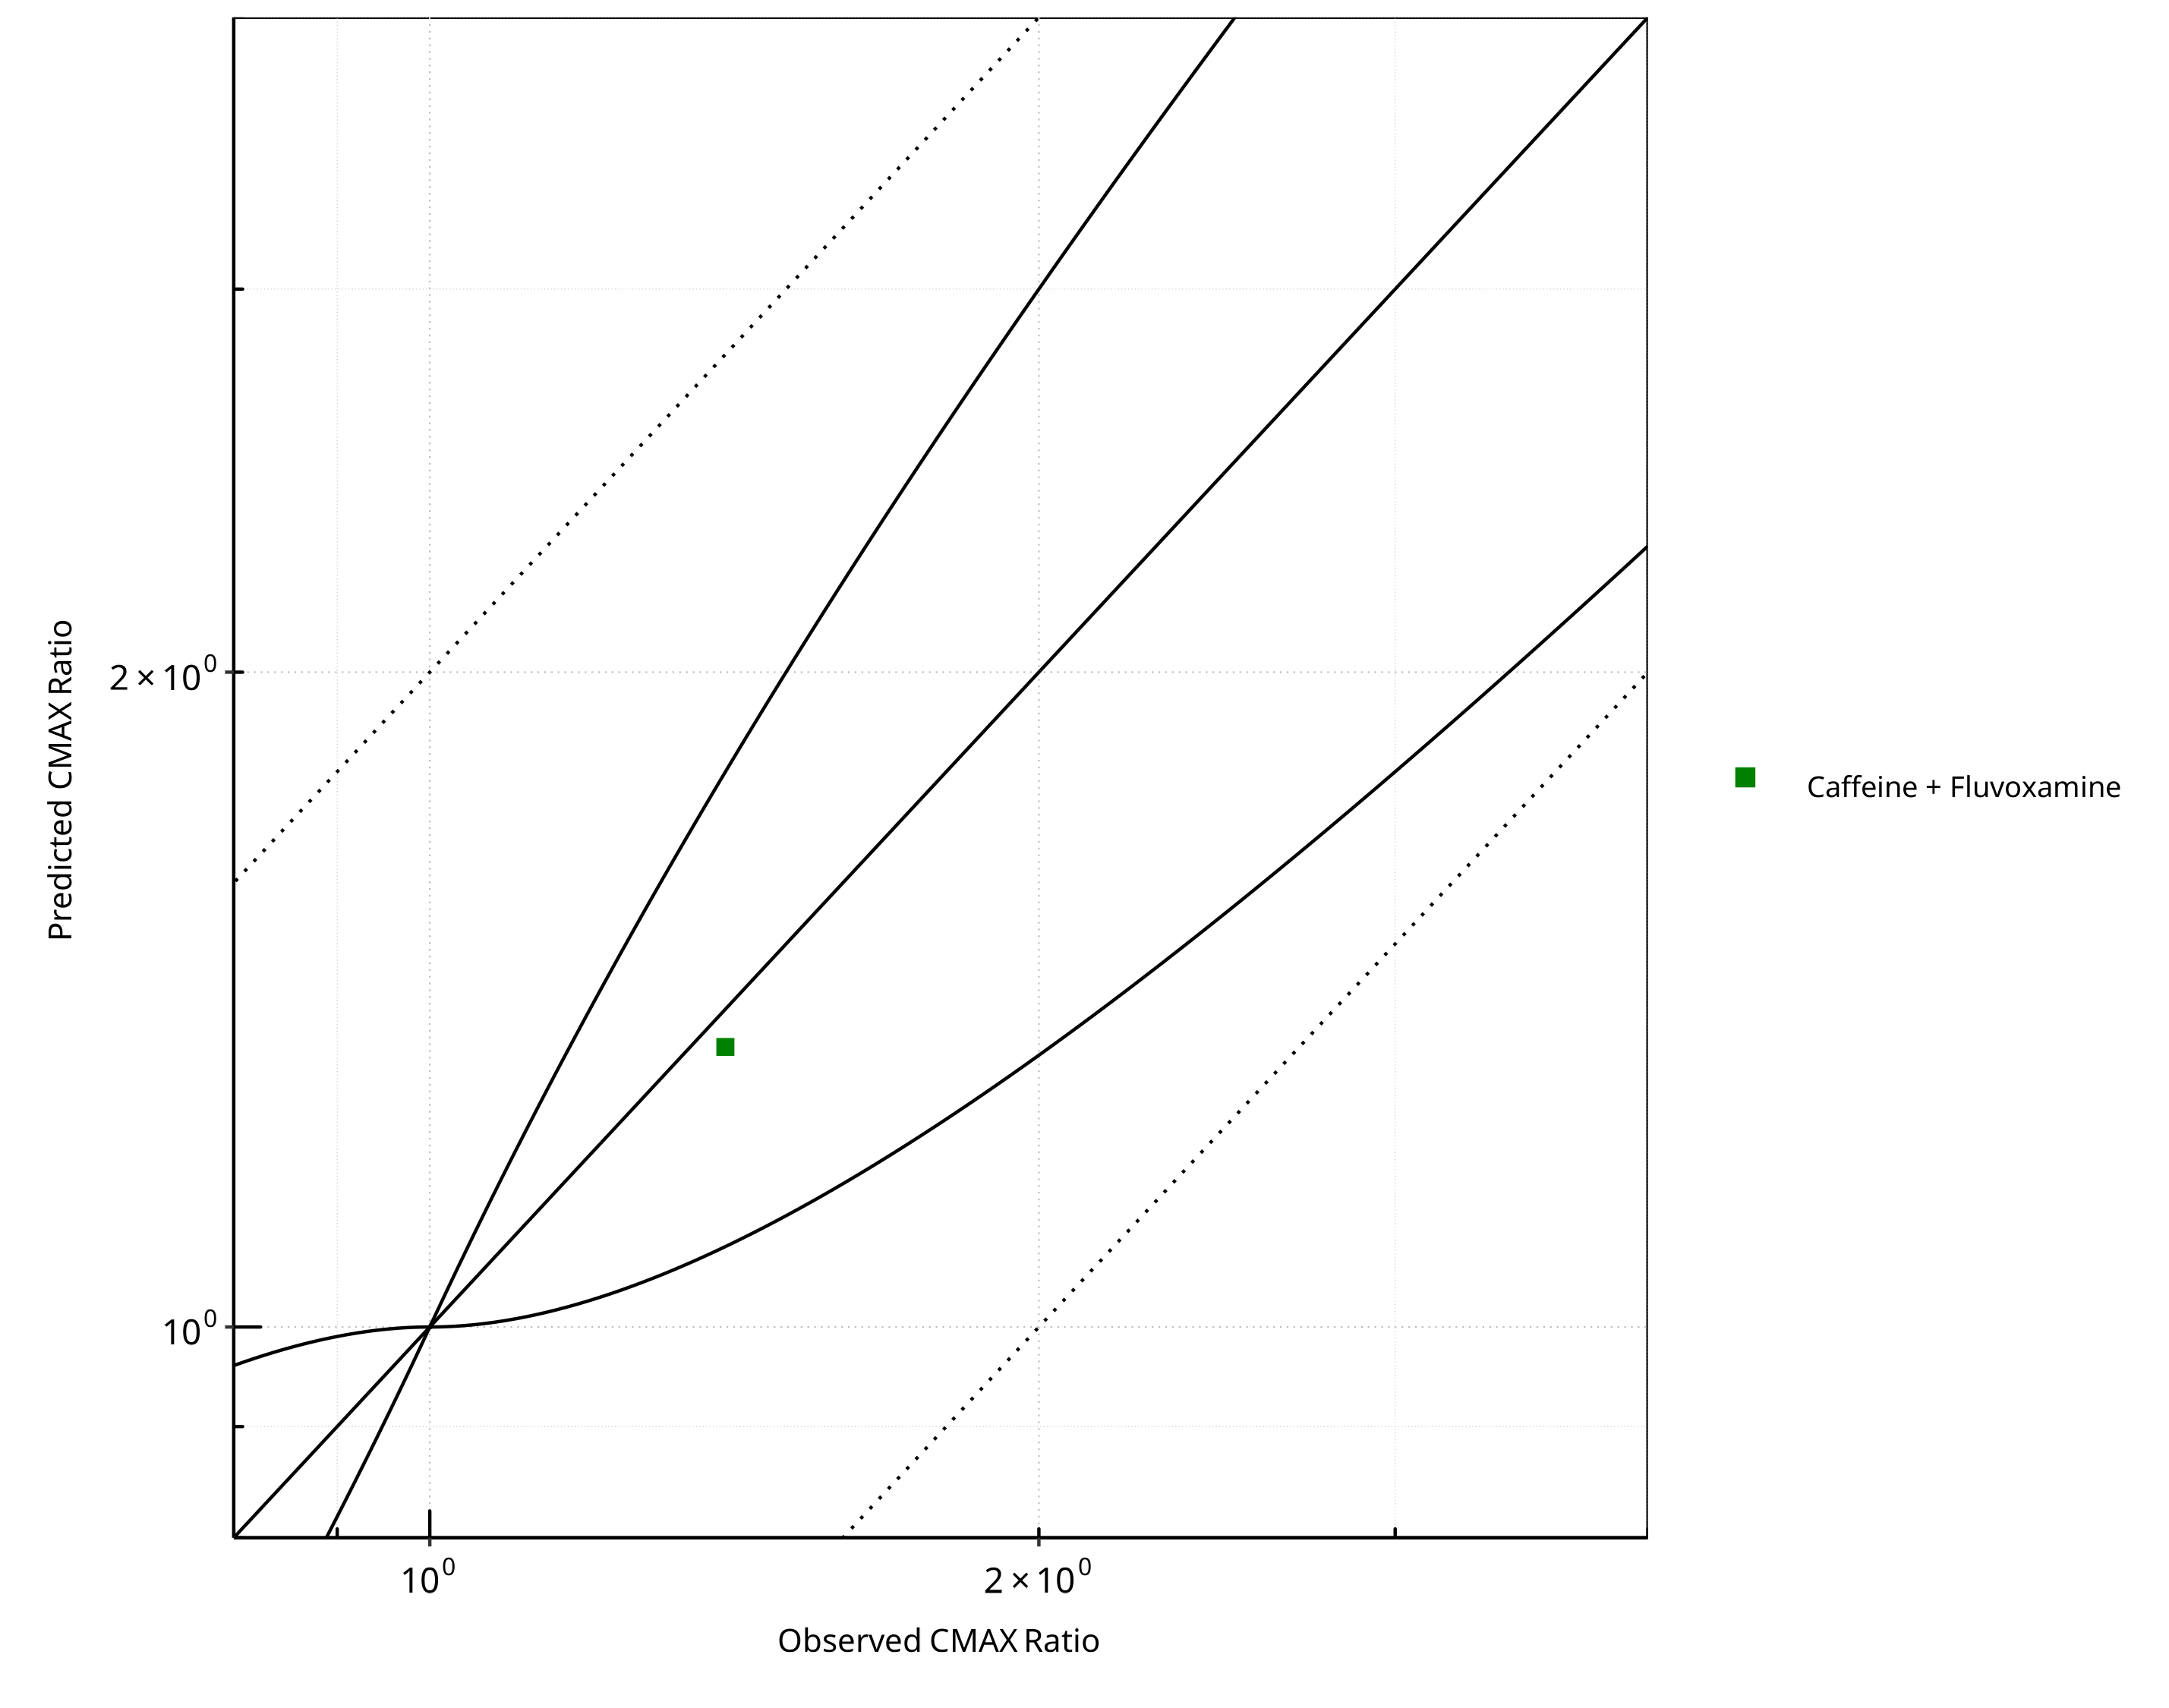 Predicted CMAX Ratio
2 × 10⁰
10⁰
10⁰
2 × 10⁰
Observed CMAX Ratio
Caffeine + Fluvoxamine